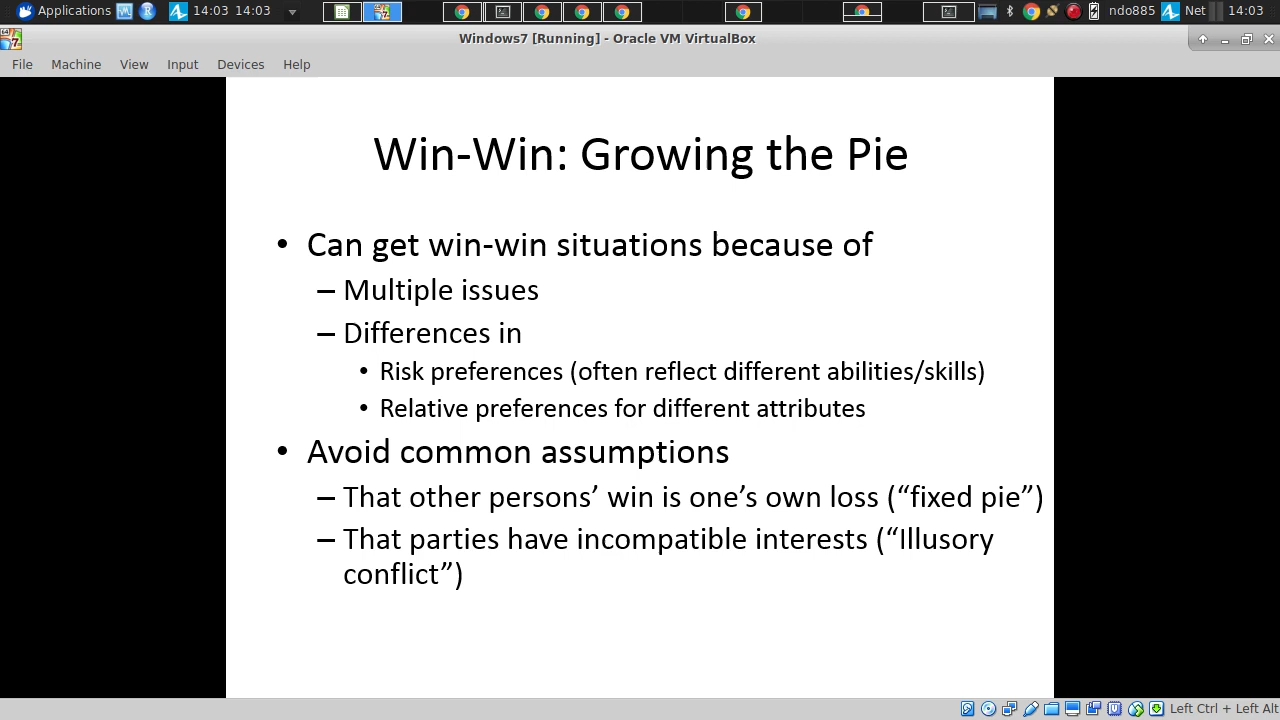 Applications 14:03 14:03 ndo885 Net 14:03
Windows7 [Running] - Oracle VM VirtualBox
File Machine View Input Devices Help
Win-Win: Growing the Pie
• Can get win-win situations because of
– Multiple issues
– Differences in
• Risk preferences (often reflect different abilities/skills)
• Relative preferences for different attributes
• Avoid common assumptions
– That other persons’ win is one’s own loss (“fixed pie”)
– That parties have incompatible interests (“Illusory
conflict”)
Left Ctrl + Left Alt